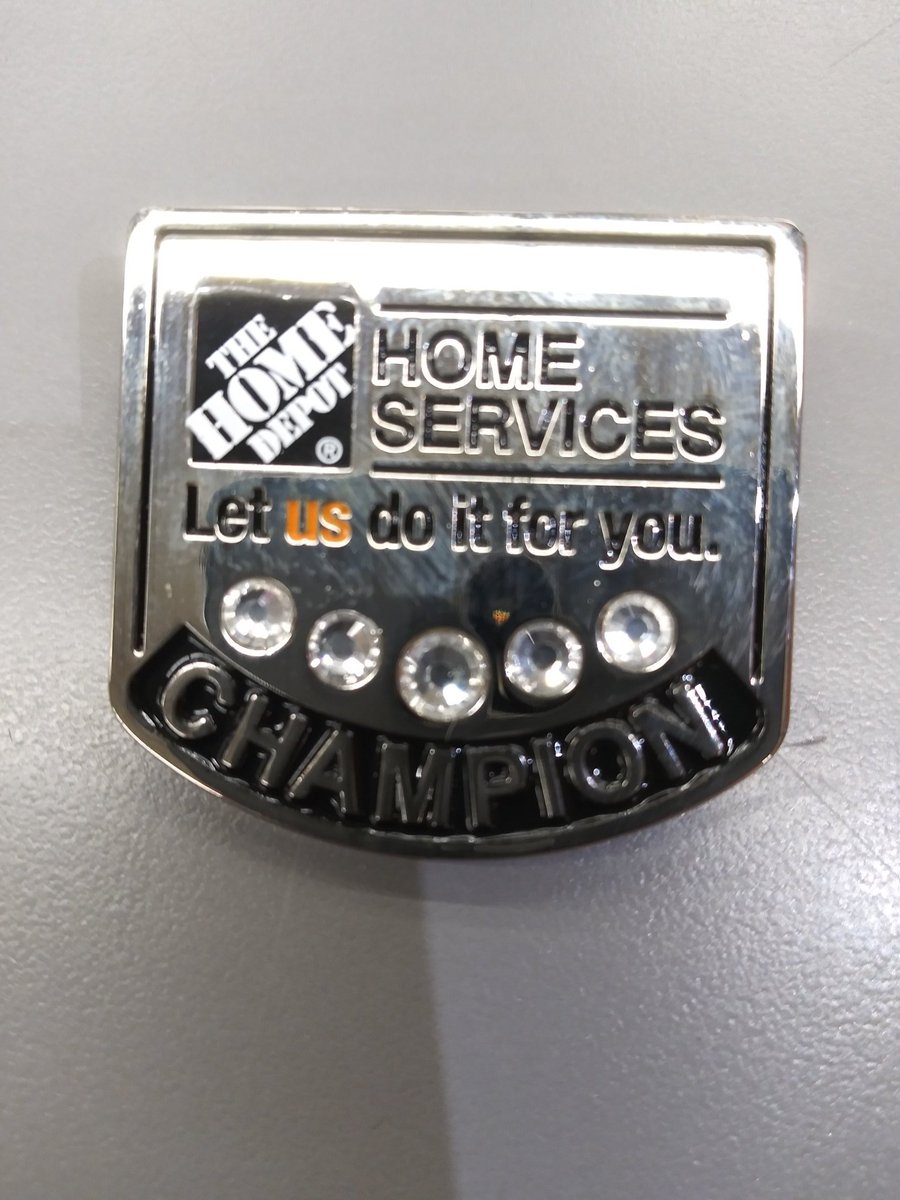 THE
HOME
DEPOT
®
HOME
SERVICES
Let us do it for you.
CHAMPION